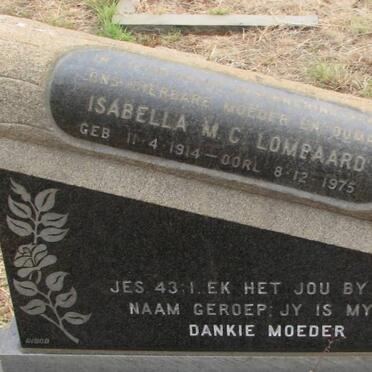 ONS DIERBARE MOEDER EN OUMA
ISABELLA M. C. LOMBAARD
GEB 11-4-1914 — OORL 8-12-1975
JES 43:1. EK HET JOU BY
NAAM GEROEP: JY IS MY
DANKIE MOEDER